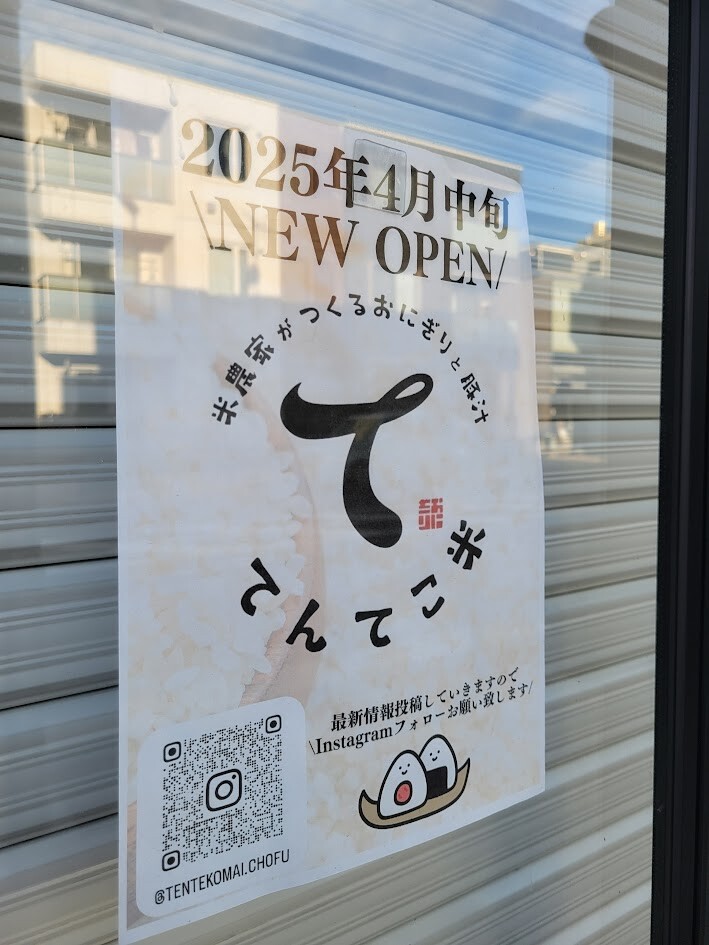 2025年4月中旬
\NEW OPEN/
米農家がつくるおにぎりと豚汁
て
てんてこ米
最新情報投稿していきますので
\Instagramフォローお願い致します/
@TENTEKOMAI.CHOFU